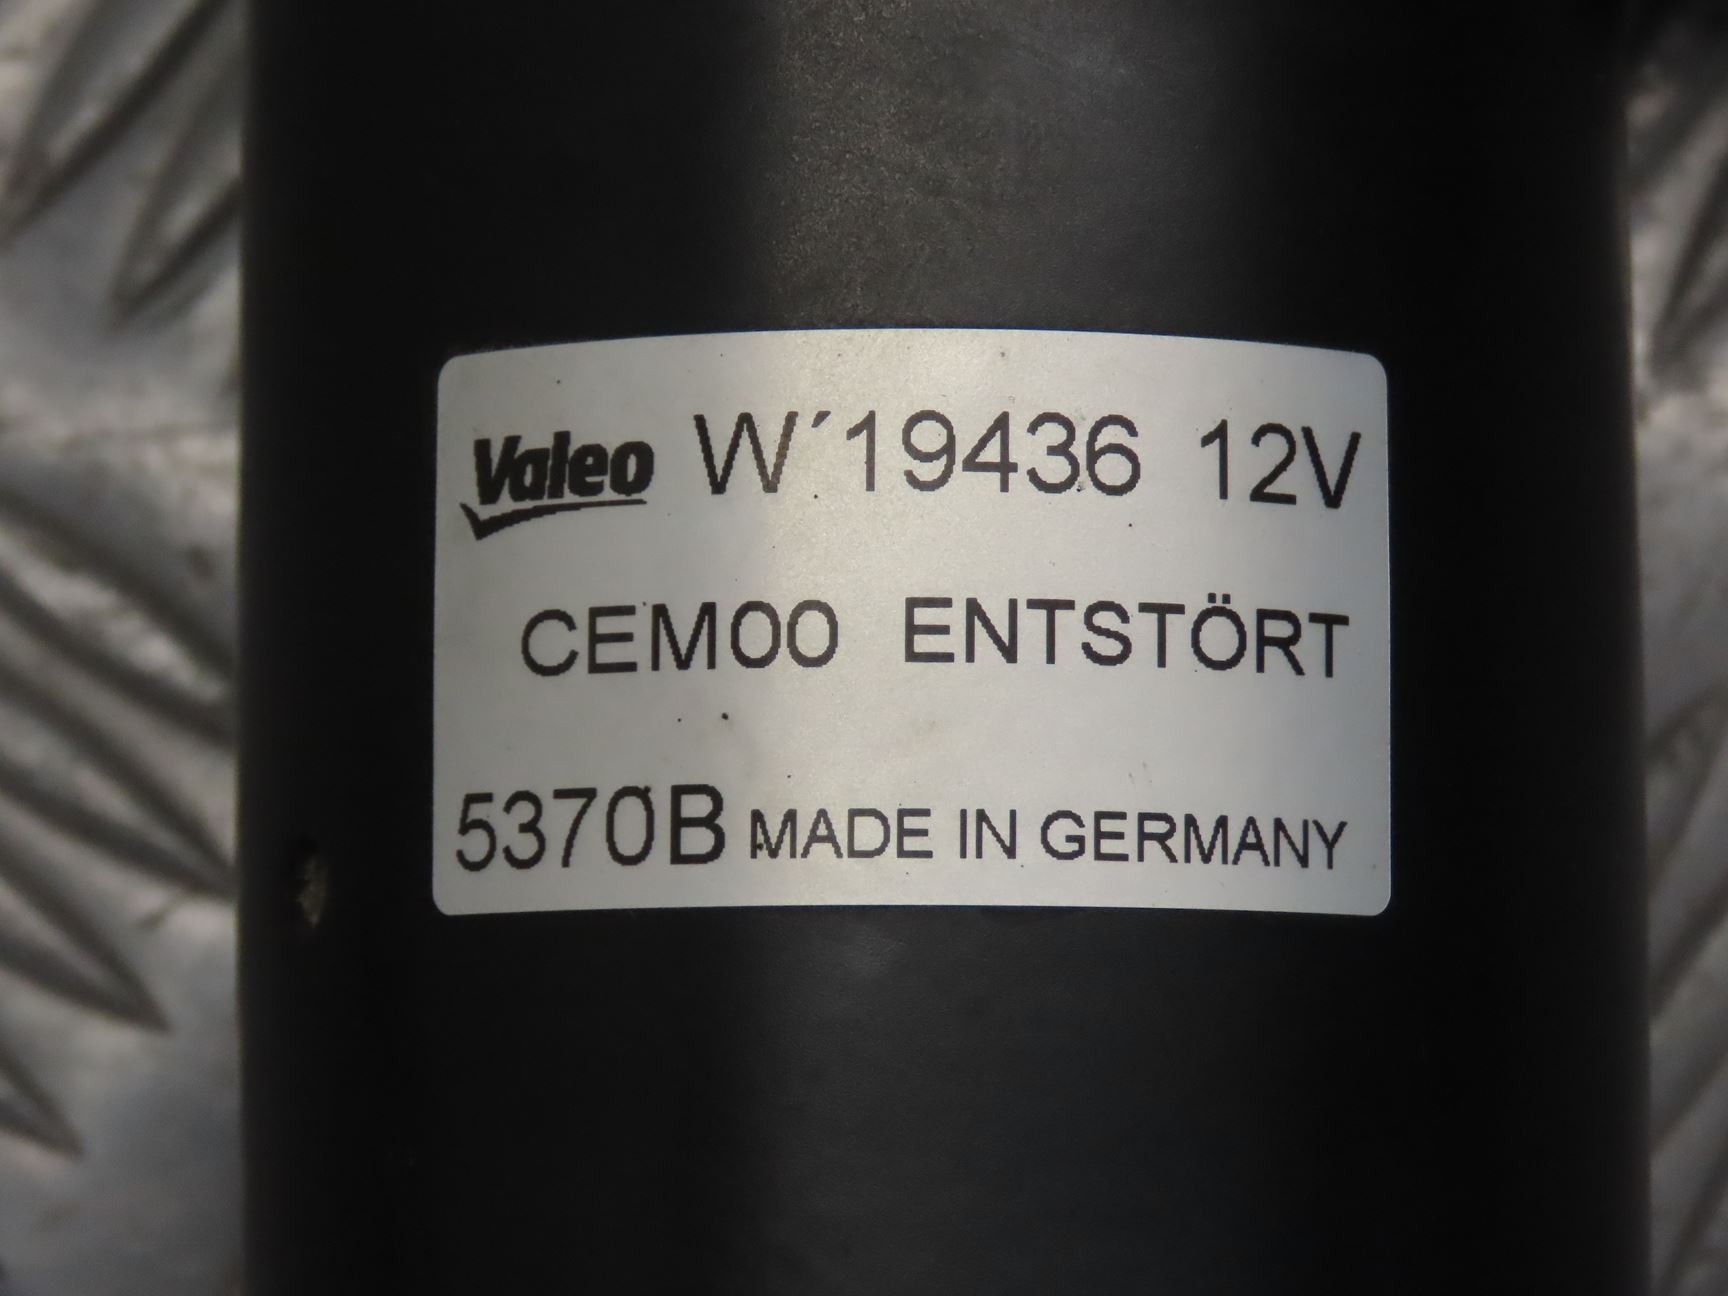 Valeo W´19436 12V
CEM00 ENTSTÖRT
5370B MADE IN GERMANY